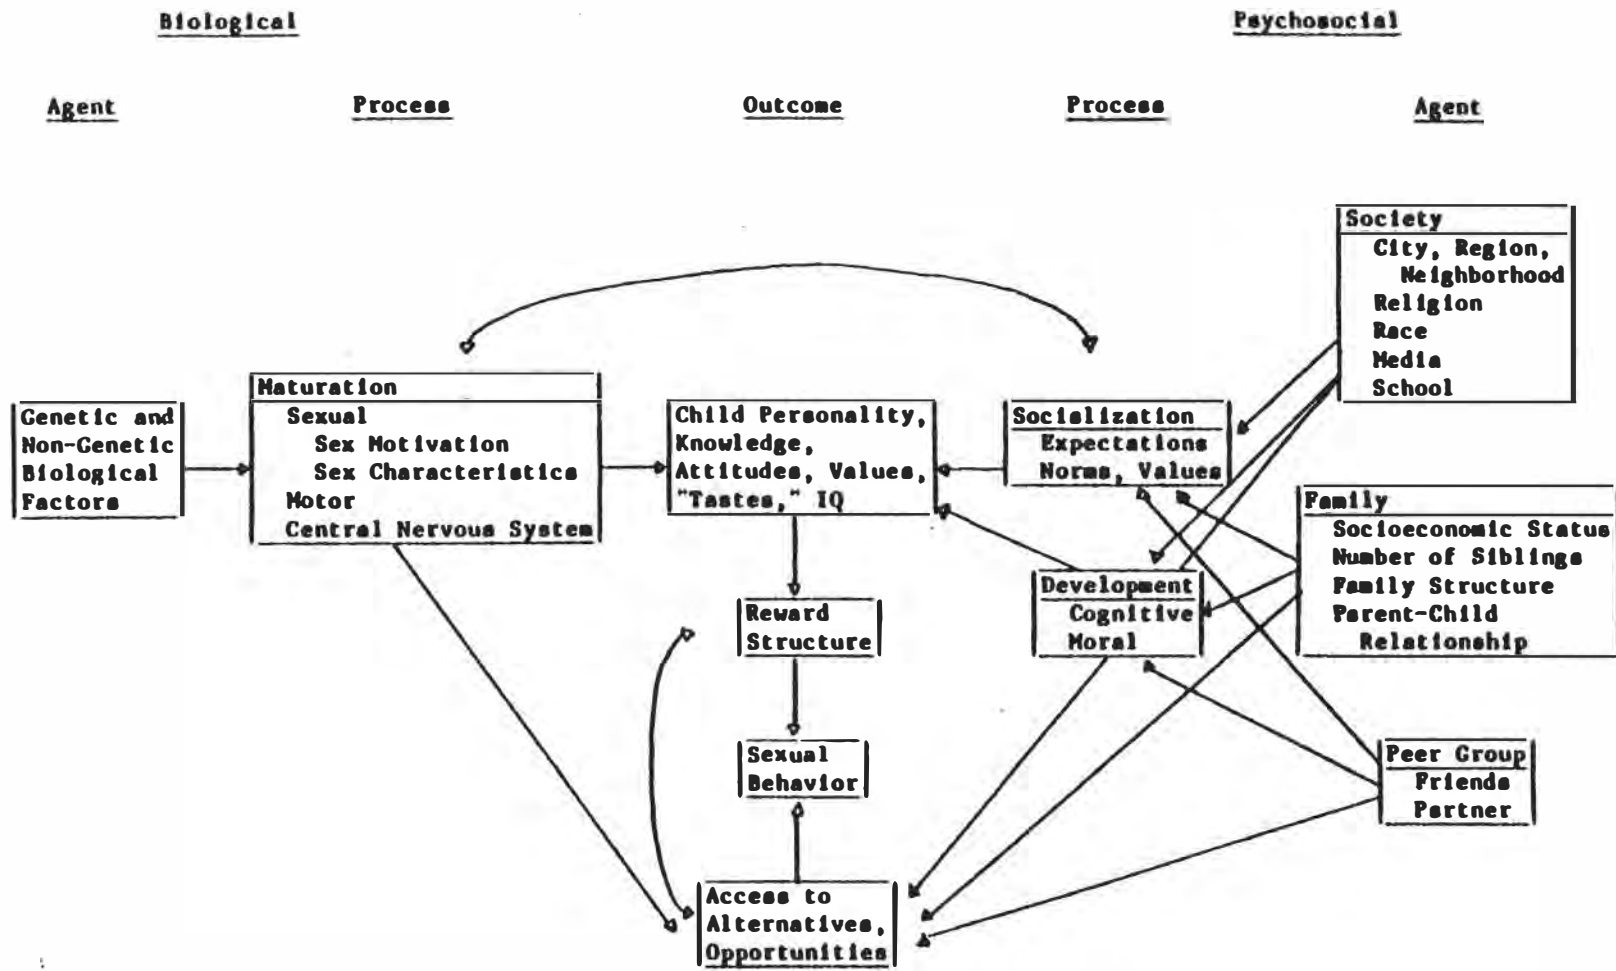 Biological
Psychosocial
Agent
Process
Outcome
Process
Agent
Society
City, Region,
Neighborhood
Religion
Race
Media
School
Maturation
Sexual
Sex Motivation
Sex Characteristics
Motor
Central Nervous System
Genetic and
Non-Genetic
Biological
Factors
Child Personality,
Knowledge,
Attitudes, Values,
"Tastes," IQ
Socialization
Expectations
Norms, Values
Family
Socioeconomic Status
Number of Siblings
Family Structure
Parent-Child
Relationship
Development
Cognitive
Moral
Reward
Structure
Sexual
Behavior
Peer Group
Friends
Partner
Access to
Alternatives,
Opportunities